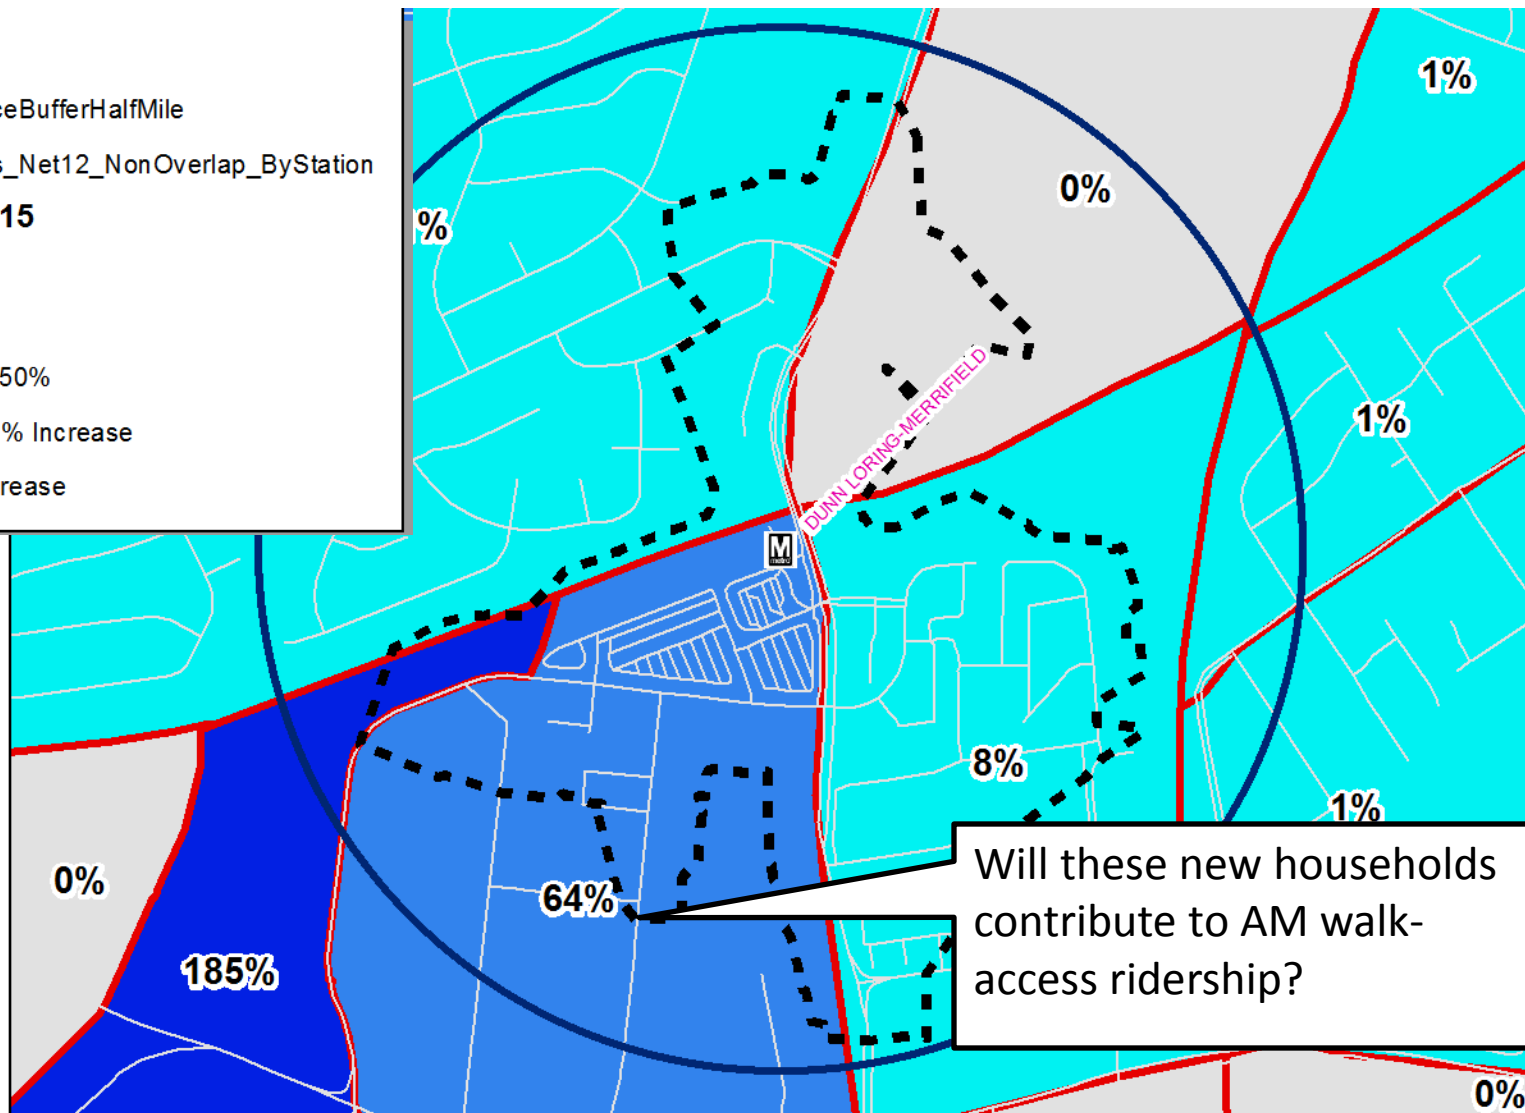 ceBufferHalfMile
s_Net12_NonOverlap_ByStation
15
50%
% Increase
rease
%
1%
0%
1%
DUNN LORING-MERRIFIELD
M
metro
8%
1%
0%
64%
185%
Will these new households
contribute to AM walk-
access ridership?
0%